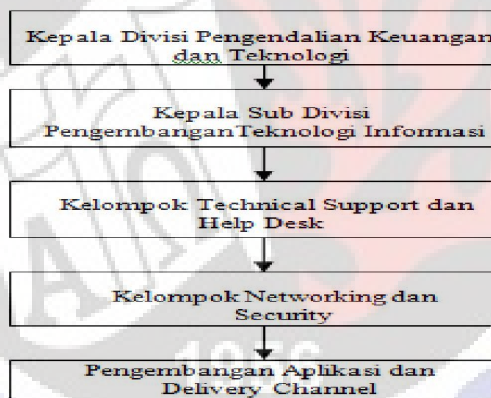 Kepala Divisi Pengendalian Keuangan
dan Teknologi
Kepala Sub Divisi
PengembanganTeknologi Informasi
Kelompok Technical Support dan
Help Desk
Kelompok Networking dan
Security
Pengembangan Aplikasi dan
Delivery Channel